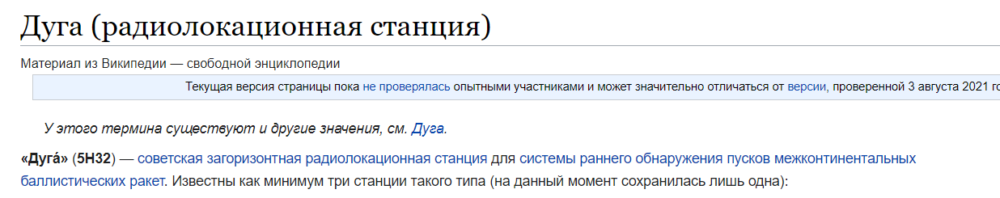 Дуга (радиолокационная станция)
Материал из Википедии — свободной энциклопедии
Текущая версия страницы пока не проверялась опытными участниками и может значительно отличаться от версии, проверенной 3 августа 2021
У этого термина существуют и другие значения, см. Дуга.
«Дуга́» (5Н32) — советская загоризонтная радиолокационная станция для системы раннего обнаружения пусков межконтинентальных
баллистических ракет. Известны как минимум три станции такого типа (на данный момент сохранилась лишь одна):